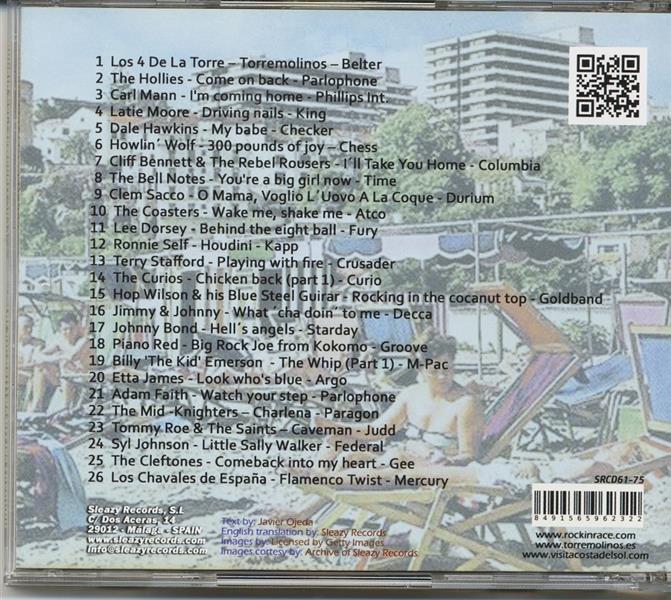 1 Los 4 De La Torre – Torremolinos – Belter
2 The Hollies - Come on back - Parlophone
3 Carl Mann - I'm coming home - Phillips Int.
4 Latie Moore - Driving nails - King
5 Dale Hawkins - My babe - Checker
6 Howlin´ Wolf - 300 pounds of joy – Chess
7 Cliff Bennett & The Rebel Rousers - I´ll Take You Home - Columbia
8 The Bell Notes - You're a big girl now - Time
9 Clem Sacco - O Mama, Voglio L´Uovo A La Coque - Durium
10 The Coasters - Wake me, shake me - Atco
11 Lee Dorsey - Behind the eight ball - Fury
12 Ronnie Self - Houdini - Kapp
13 Terry Stafford - Playing with fire - Crusader
14 The Curios - Chicken back (part 1) - Curio
15 Hop Wilson & his Blue Steel Guirar - Rocking in the cocanut top - Goldband
16 Jimmy & Johnny - What ´cha doin´ to me - Decca
17 Johnny Bond - Hell´s angels - Starday
18 Piano Red - Big Rock Joe from Kokomo - Groove
19 Billy 'The Kid' Emerson - The Whip (Part 1) - M-Pac
20 Etta James - Look who's blue - Argo
21 Adam Faith - Watch your step - Parlophone
22 The Mid -Knighters – Charlena - Paragon
23 Tommy Roe & The Saints – Caveman - Judd
24 Syl Johnson - Little Sally Walker - Federal
25 The Cleftones - Comeback into my heart - Gee
26 Los Chavales de España - Flamenco Twist - Mercury
SRCD61-75
8491565962322
Sleazy Records, S.L
C/ Dos Aceras, 14
29012 - Málaga - SPAIN
www.sleazyrecords.com
info@sleazyrecords.com
Text by: Javier Ojeda
English translation by: Sleazy Records
Images by: Licensed by Getty Images
Images cortesy by: Archive of Sleazy Records
www.rockinrace.com
www.torremolinos.es
www.visitacostadelsol.com